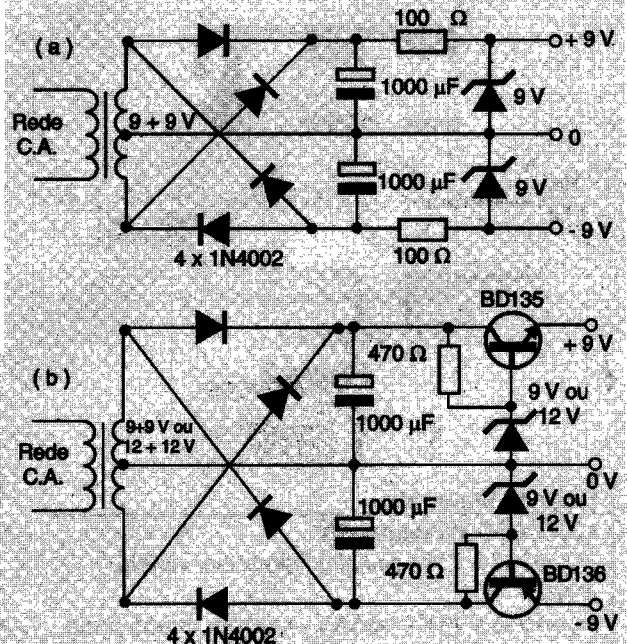 ( a )
100 Ω
+ 9 V
1000 µF
9 V
Rede
C.A.
9 + 9 V
0
1000 µF
9 V
- 9 V
4 x 1N4002
100 Ω
BD135
+ 9 V
470 Ω
( b )
9 V ou
12 V
1000 µF
9+9 V ou
12 + 12 V
Rede
C.A.
0 V
9 V ou
12 V
1000 µF
470 Ω
BD136
- 9 V
4 x 1N4002